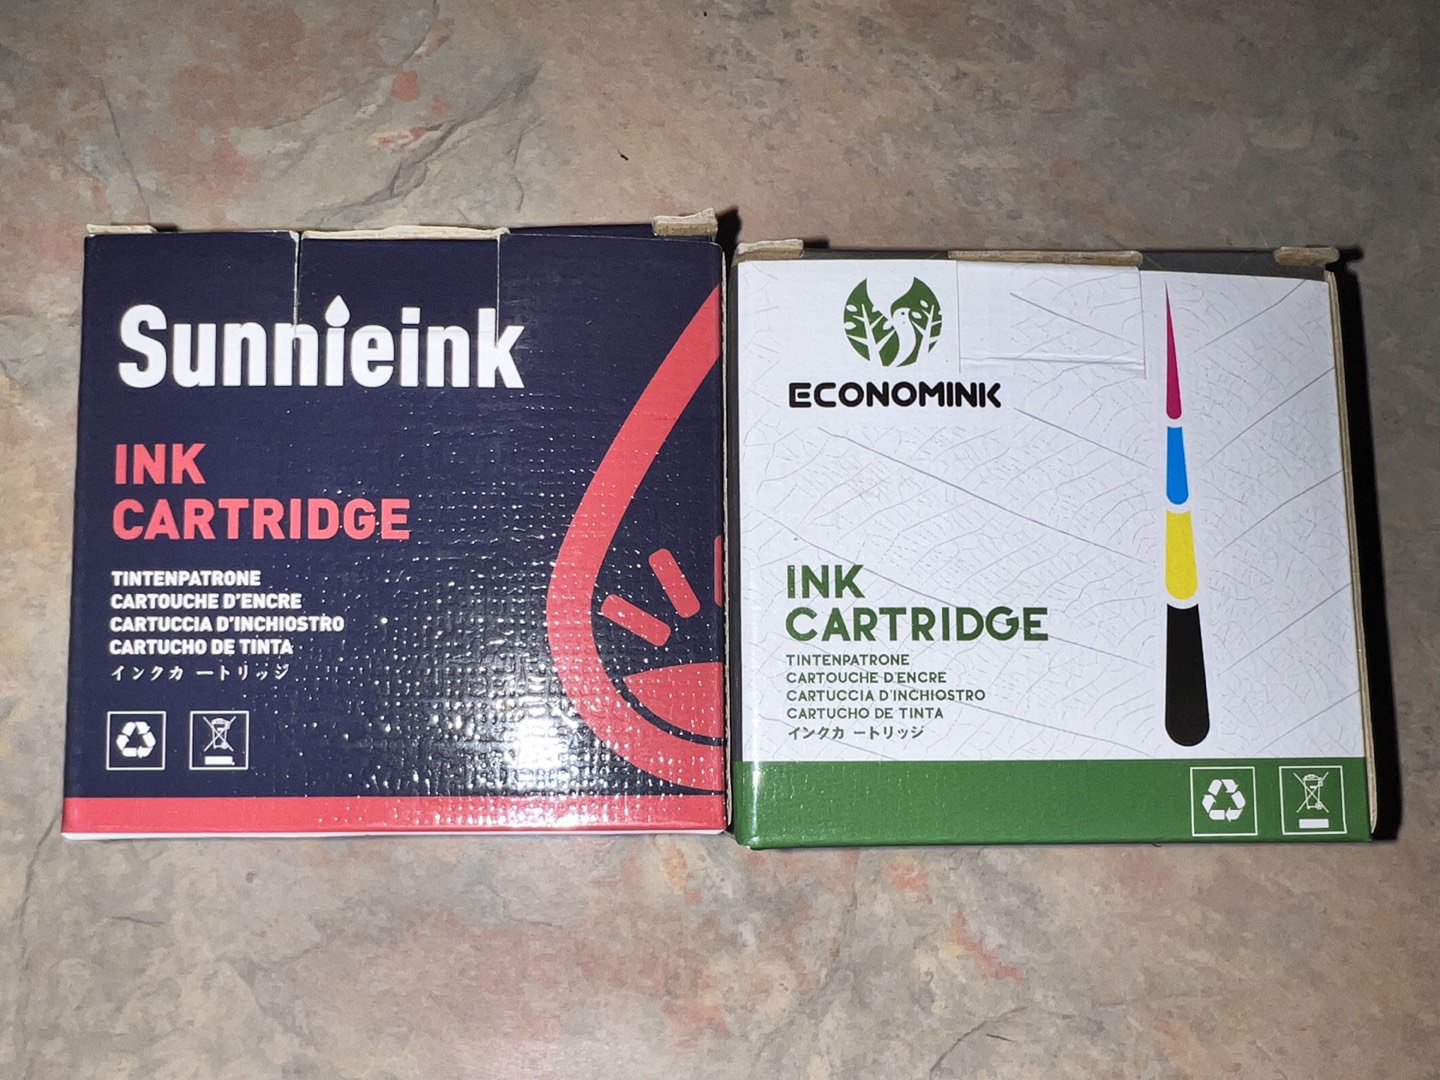 Sunnieink
INK
CARTRIDGE
TINTENPATRONE
CARTOUCHE D'ENCRE
CARTUCCIA D'INCHIOSTRO
CARTUCHO DE TINTA
インクカ ートリッジ
ECONOMINK
INK
CARTRIDGE
TINTENPATRONE
CARTOUCHE D'ENCRE
CARTUCCIA D'INCHIOSTRO
CARTUCHO DE TINTA
インクカ ートリッジ